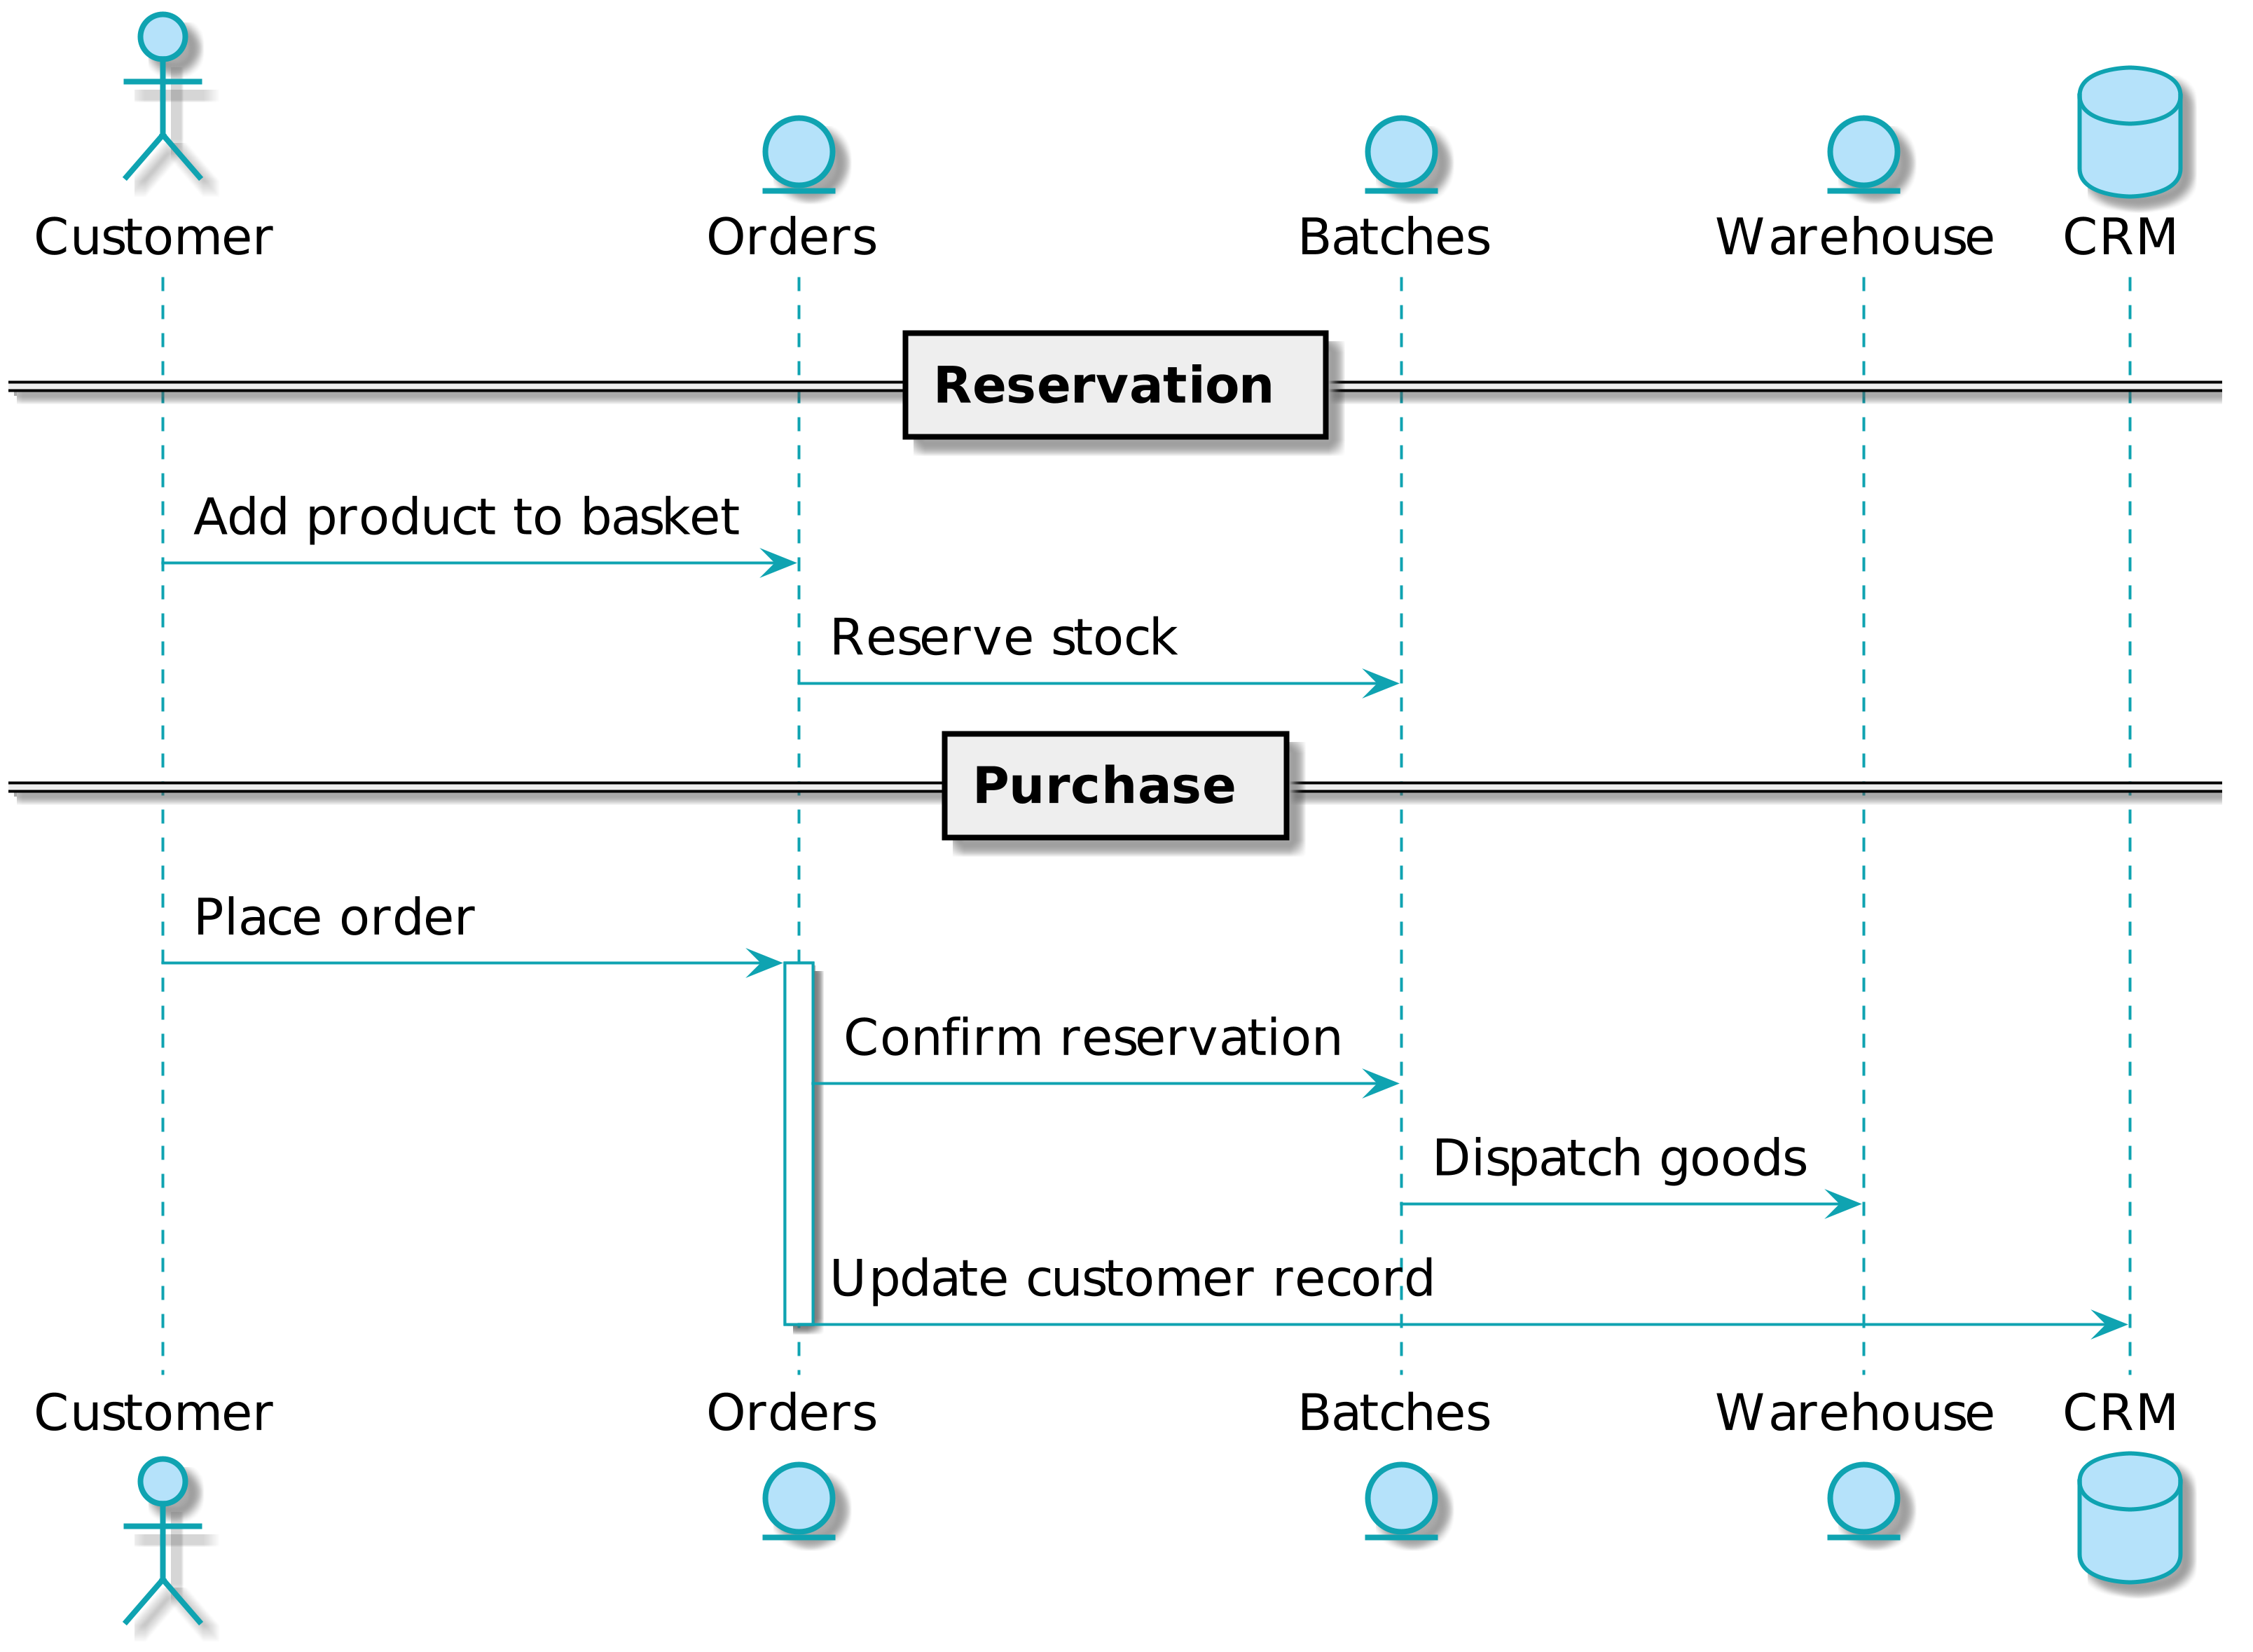 Customer
Orders
Batches
Warehouse
CRM
Reservation
Add product to basket
Reserve stock
Purchase
Place order
Confirm reservation
Dispatch goods
Update customer record
Customer
Orders
Batches
Warehouse
CRM